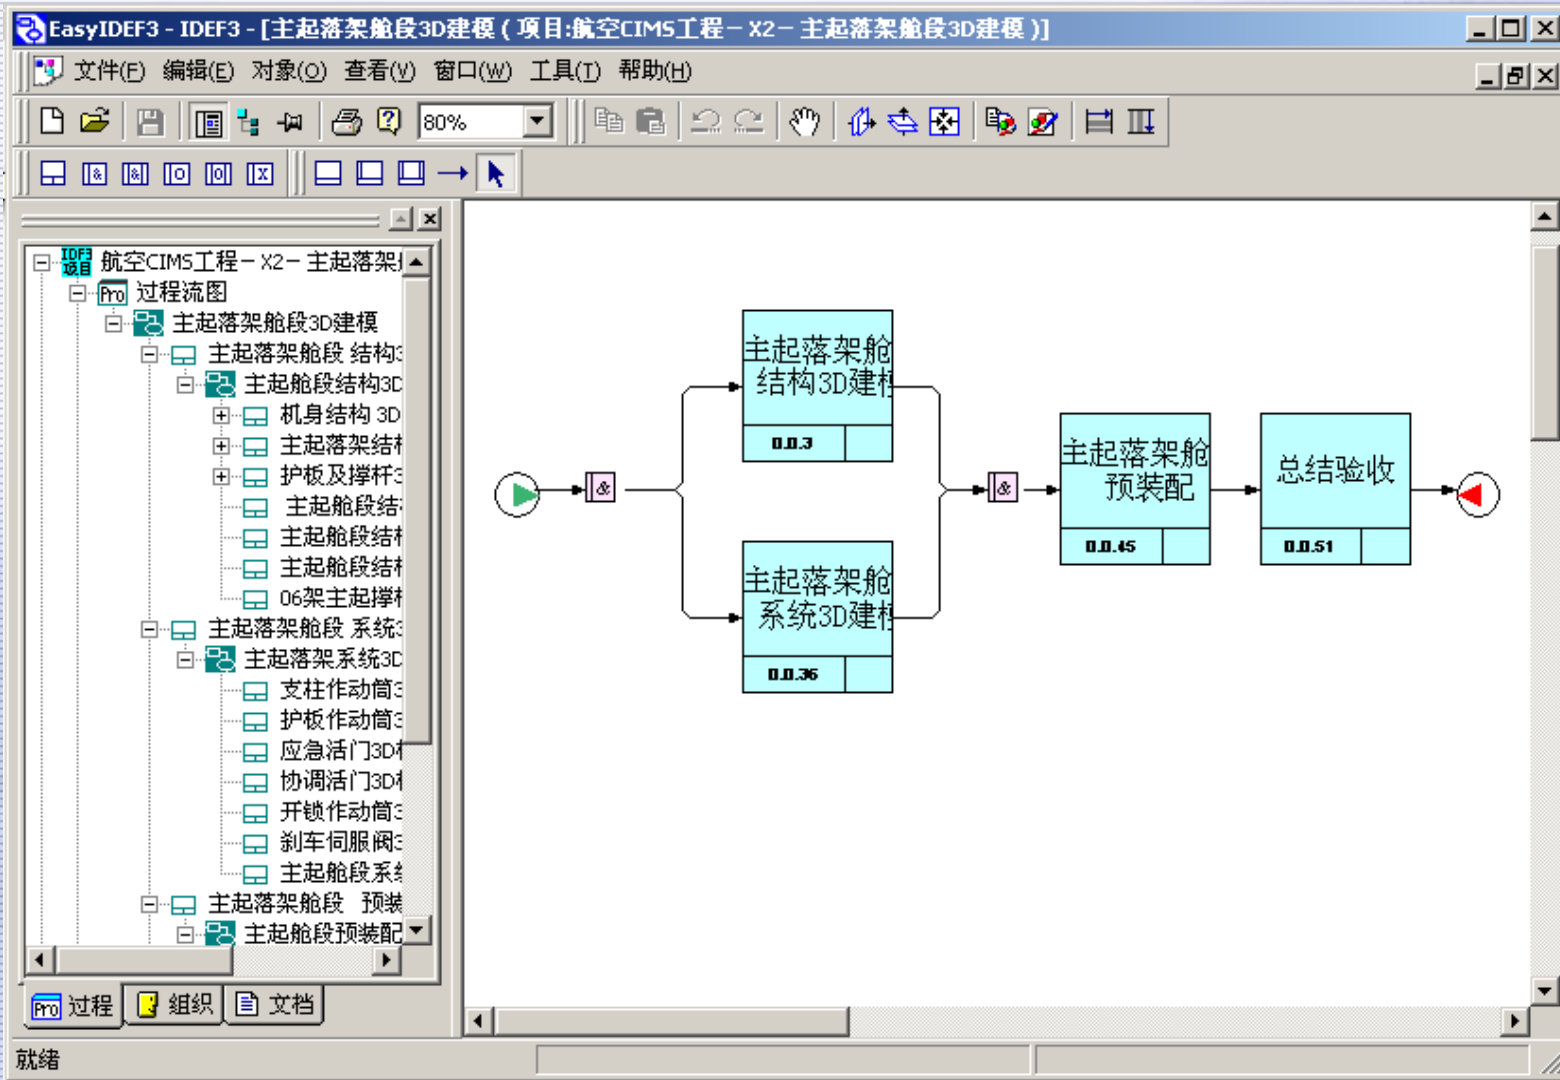 EasyIDEF3 - IDEF3 - [主起落架舱段3D建模 ( 项目:航空CIMS工程－X2－主起落架舱段3D建模 )]
文件(F) 编辑(E) 对象(O) 查看(V) 窗口(W) 工具(T) 帮助(H)
80%
& & O O X
IDF3 项目 航空CIMS工程－X2－主起落架
Pro 过程流图
主起落架舱段3D建模
主起落架舱段 结构3
主起舱段结构3D
机身结构 3D
主起落架结构
护板及撑杆3
主起舱段结
主起舱段结构
主起舱段结构
06架主起撑杆
主起落架舱段 系统3
主起落架系统3D
支柱作动筒3
护板作动筒3
应急活门3D
协调活门3D
开锁作动筒3
刹车伺服阀3
主起舱段系统
主起落架舱段 预装
主起舱段预装配
Pro 过程 组织 文档
就绪
主起落架舱
结构3D建模
0.0.3
&
主起落架舱
系统3D建模
0.0.36
&
主起落架舱
预装配
0.0.45
总结验收
0.0.51